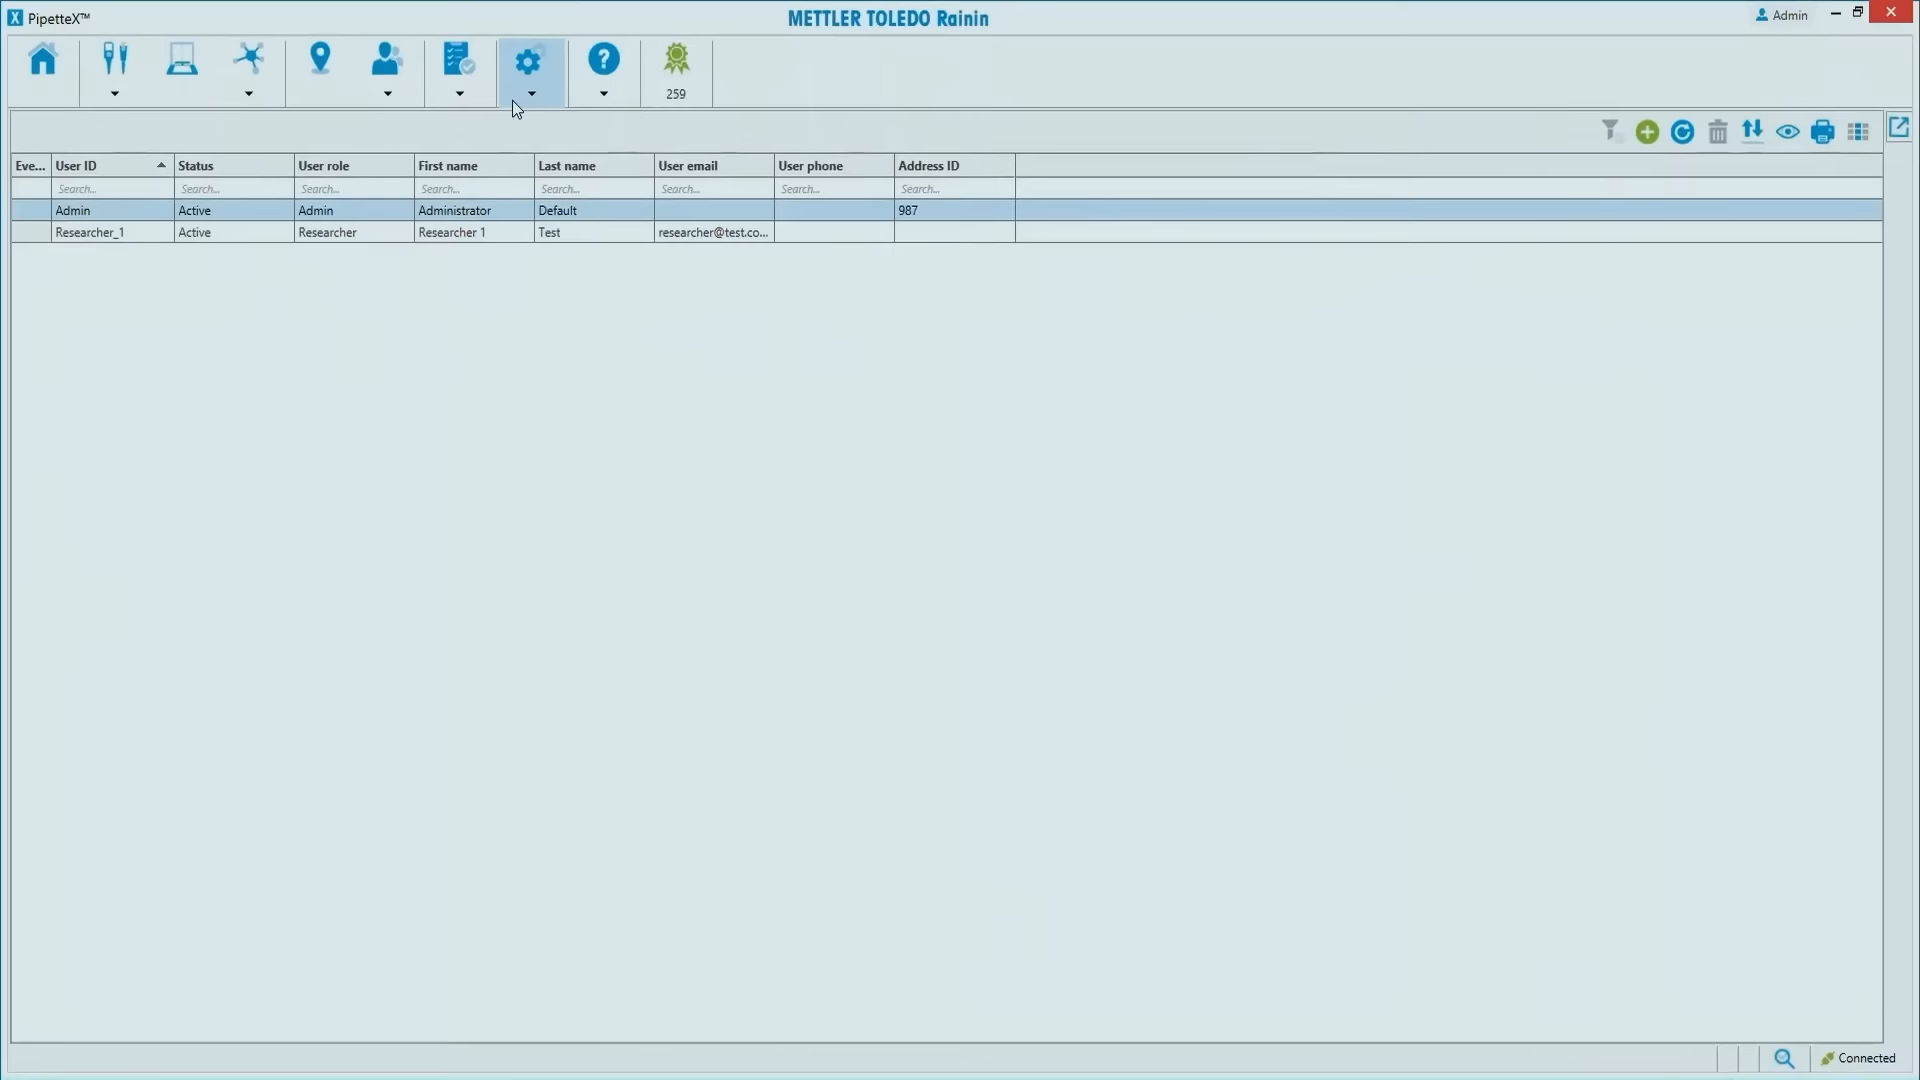 X PipetteX™ METTLER TOLEDO Rainin Admin
?
259
Eve... User ID Status User role First name Last name User email User phone Address ID
Search... Search... Search... Search... Search... Search... Search... Search...
Admin Active Admin Administrator Default 987
Researcher_1 Active Researcher Researcher 1 Test researcher@test.co...
Connected